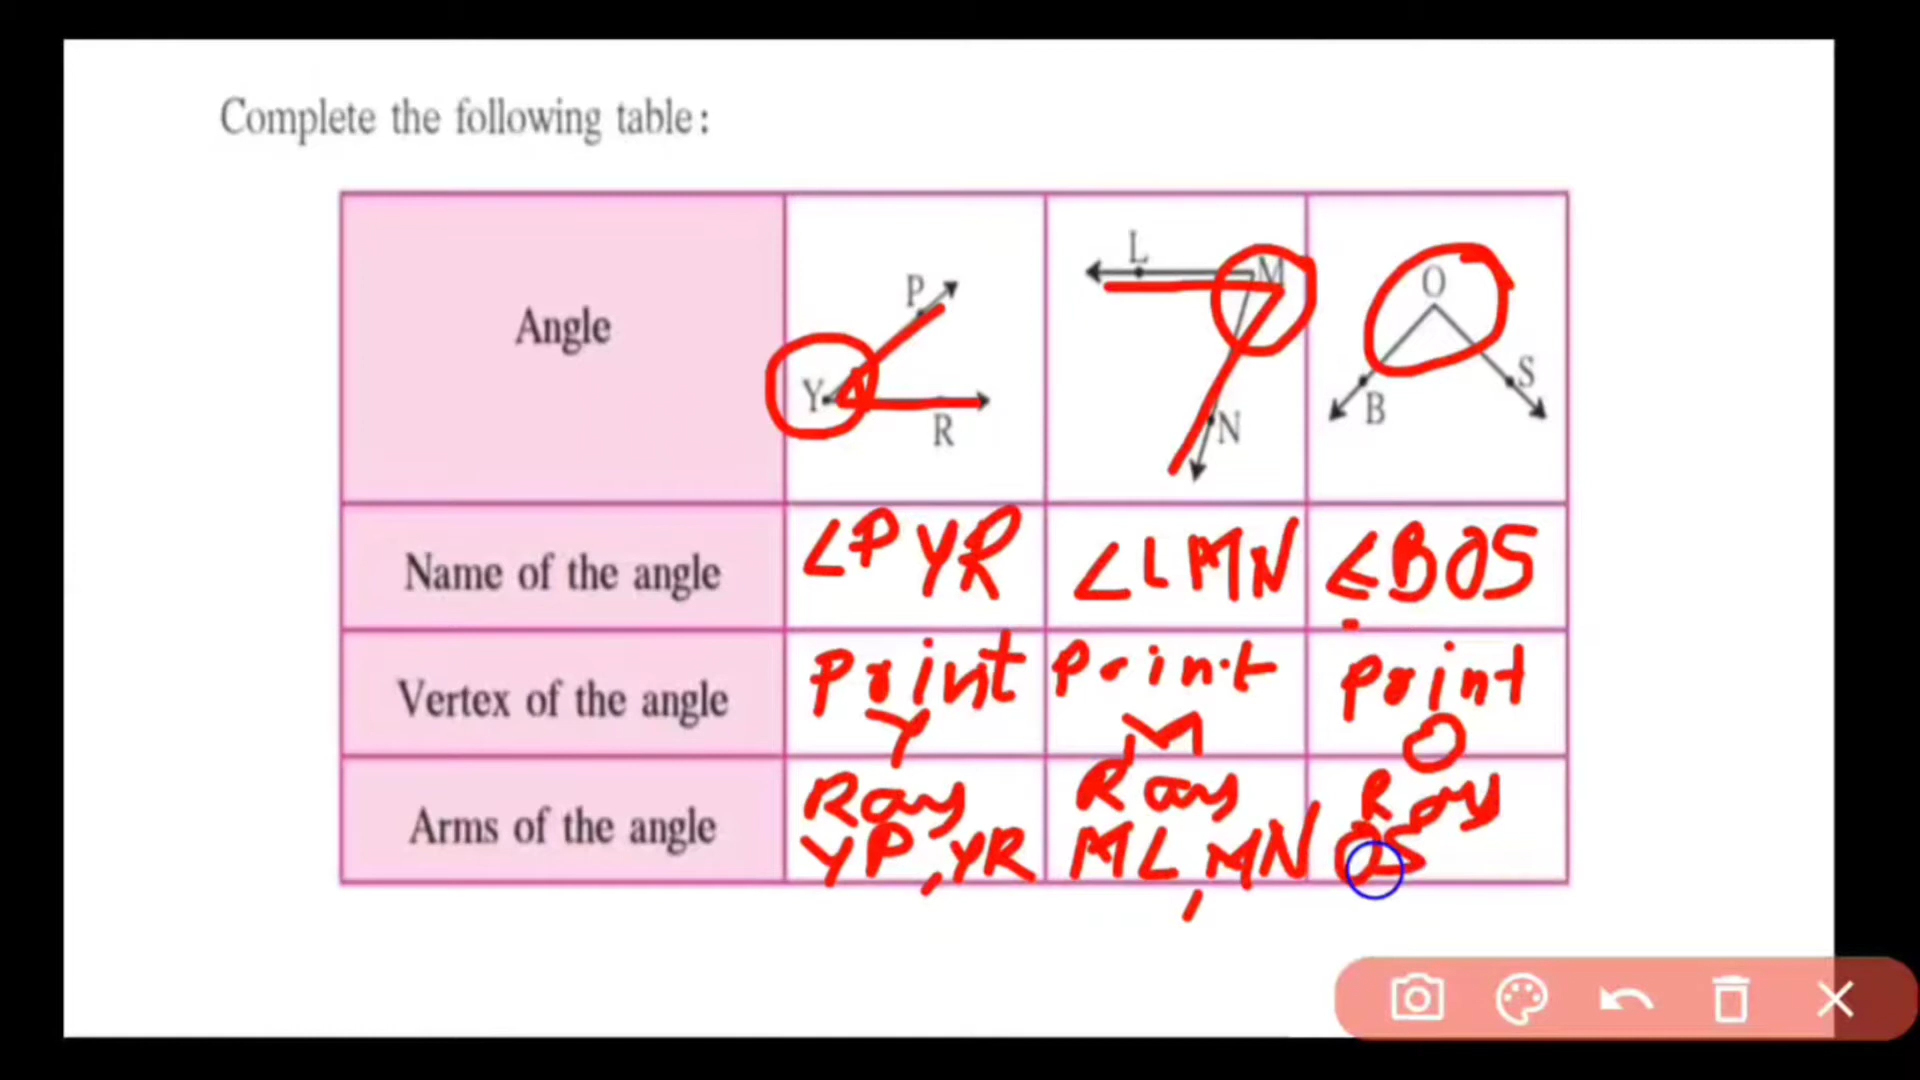 Complete the following table:
Angle
P
Y
R
L
M
N
O
B
S
Name of the angle
∠PYR
∠LMN
∠BOS
Vertex of the angle
Point
Y
Point
M
Point
O
Arms of the angle
Ray
YP, YR
Ray
ML, MN
Ray
OS